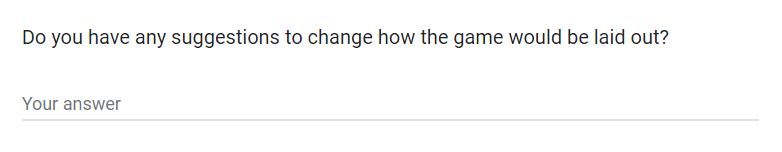 Do you have any suggestions to change how the game would be laid out?
Your answer